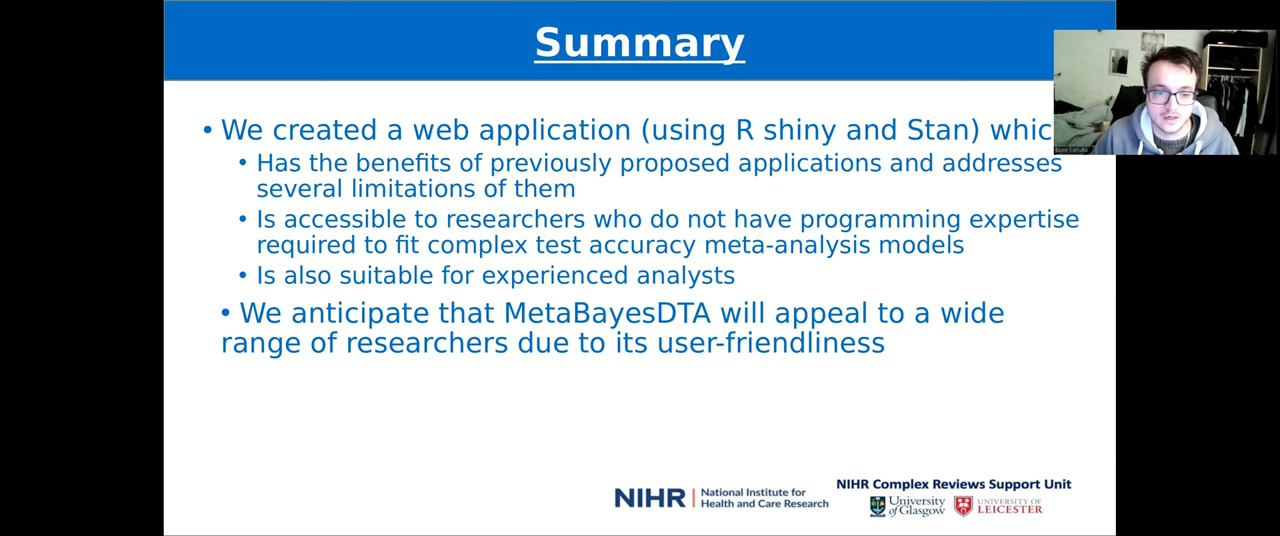 Summary
• We created a web application (using R shiny and Stan) whic
• Has the benefits of previously proposed applications and addresses
several limitations of them
• Is accessible to researchers who do not have programming expertise
required to fit complex test accuracy meta-analysis models
• Is also suitable for experienced analysts
• We anticipate that MetaBayesDTA will appeal to a wide
range of researchers due to its user-friendliness
NIHR | National Institute for
Health and Care Research
NIHR Complex Reviews Support Unit
University
of Glasgow
UNIVERSITY OF
LEICESTER